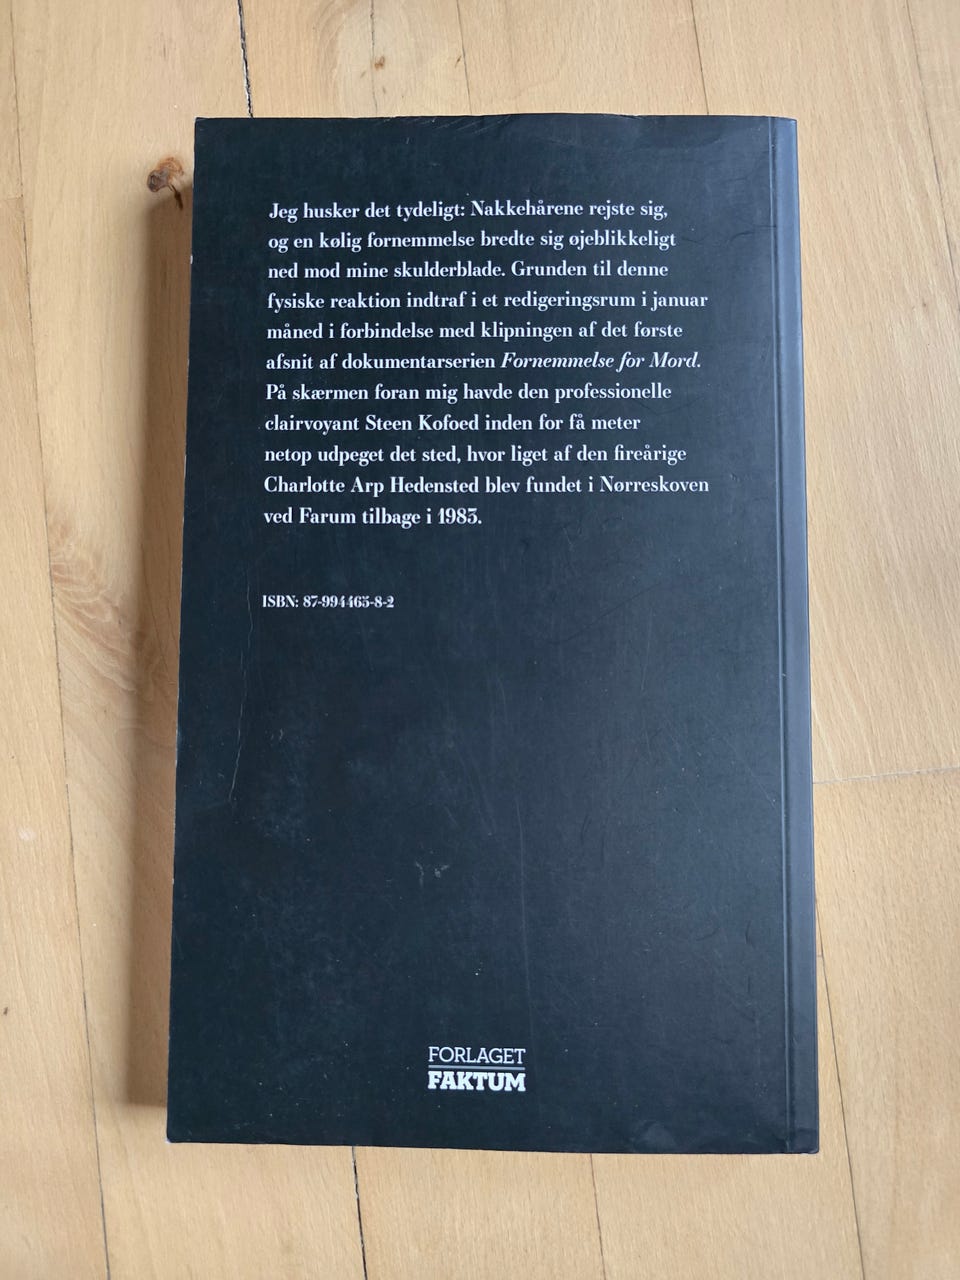 Jeg husker det tydeligt: Nakkehårene rejste sig,
og en kølig fornemmelse bredte sig øjeblikkeligt
ned mod mine skulderblade. Grunden til denne
fysiske reaktion indtraf i et redigeringsrum i januar
måned i forbindelse med klipningen af det første
afsnit af dokumentarserien Fornemmelse for Mord.
På skærmen foran mig havde den professionelle
clairvoyant Steen Kofoed inden for få meter
netop udpeget det sted, hvor liget af den fireårige
Charlotte Arp Hedensted blev fundet i Nørreskoven
ved Farum tilbage i 1983.
ISBN: 87-994465-8-2
FORLAGET
FAKTUM